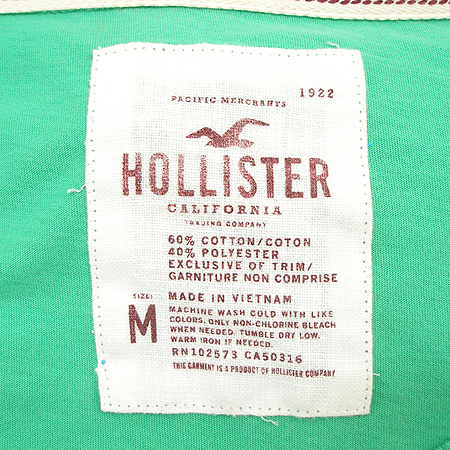 1922
PACIFIC MERCHANTS
HOLLISTER
CALIFORNIA
TRADING COMPANY
60% COTTON/COTON
40% POLYESTER
EXCLUSIVE OF TRIM/
GARNITURE NON COMPRISE
SIZE:
M
MADE IN VIETNAM
MACHINE WASH COLD WITH LIKE
COLORS. ONLY NON-CHLORINE BLEACH
WHEN NEEDED. TUMBLE DRY LOW.
WARM IRON IF NEEDED.
RN102573 CA50316
THIS GARMENT IS A PRODUCT OF HOLLISTER COMPANY